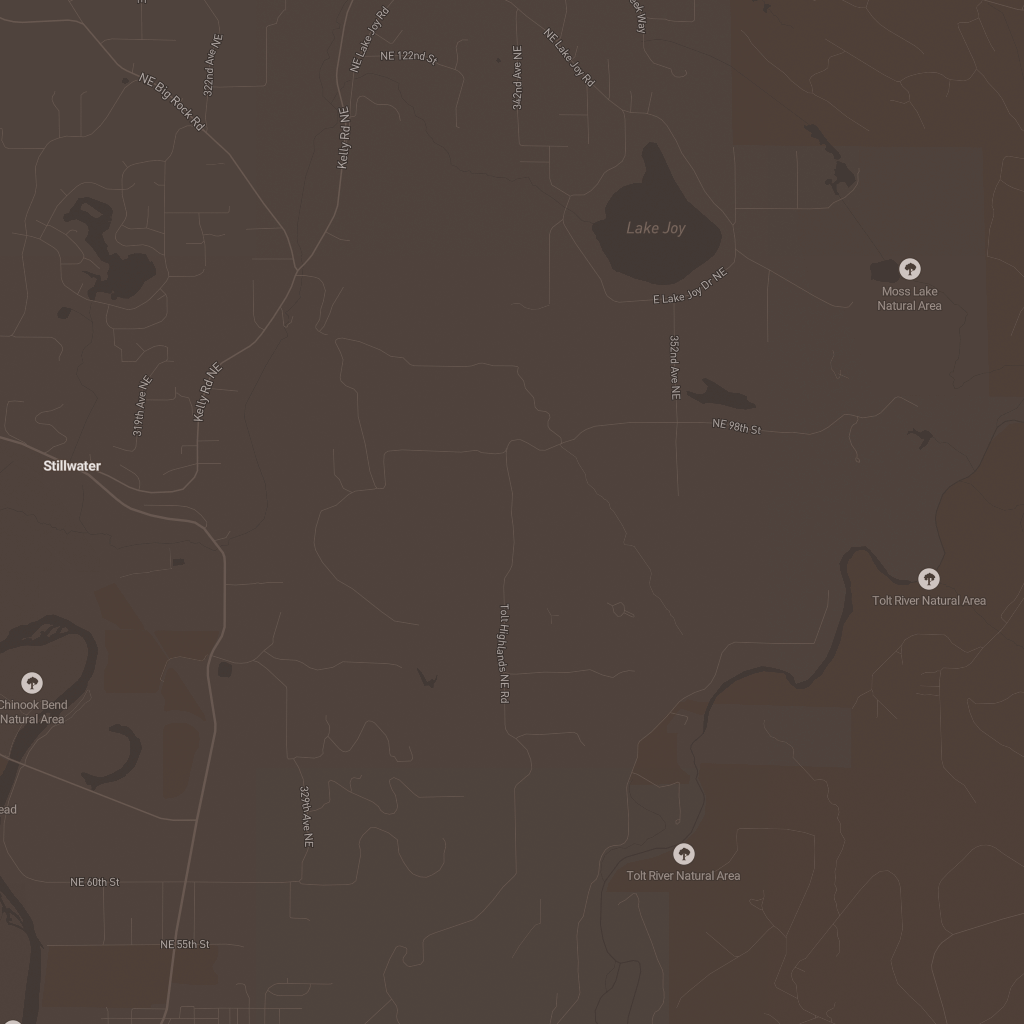 NE Lake Joy Rd
322nd Ave NE
NE 122nd St
342nd Ave NE
NE Lake Joy Rd
NE Big Rock Rd
Kelly Rd NE
Lake Joy
E Lake Joy Dr NE
Moss Lake
Natural Area
352nd Ave NE
319th Ave NE
Kelly Rd NE
NE 98th St
Stillwater
Tolt River Natural Area
Tolt Highlands NE Rd
Chinook Bend
Natural Area
329th Ave NE
Tolt River Natural Area
NE 60th St
NE 55th St